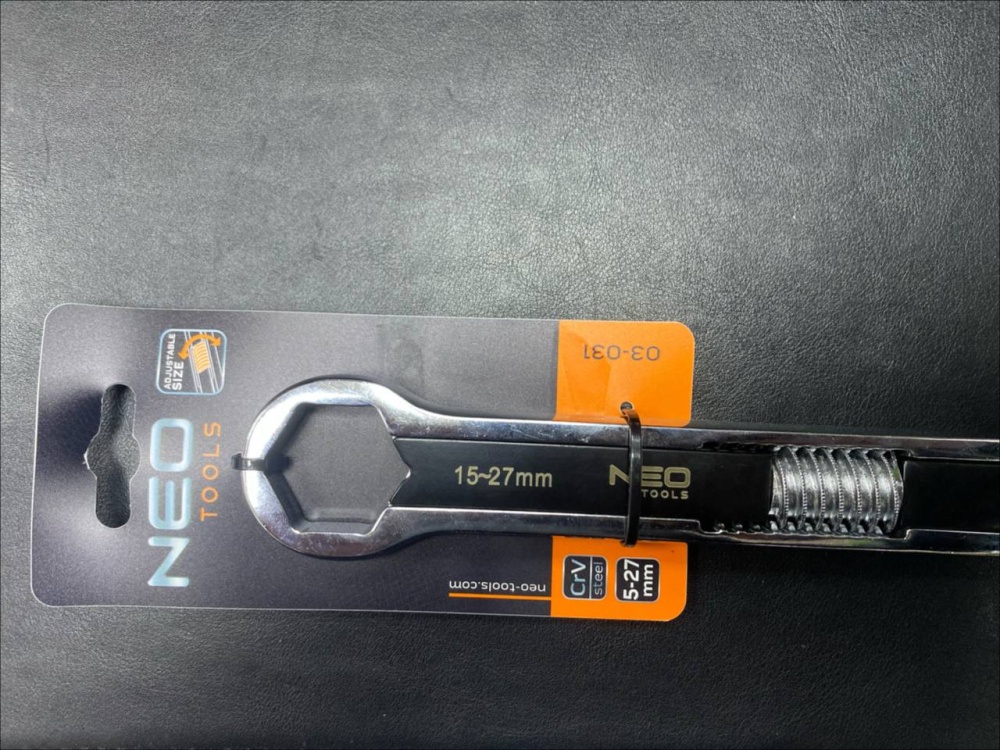 ADJUSTABLE
SIZE
NEO
TOOLS
03-031
15~27mm
NEO
TOOLS
neo-tools.com
CrV
steel
5-27
mm